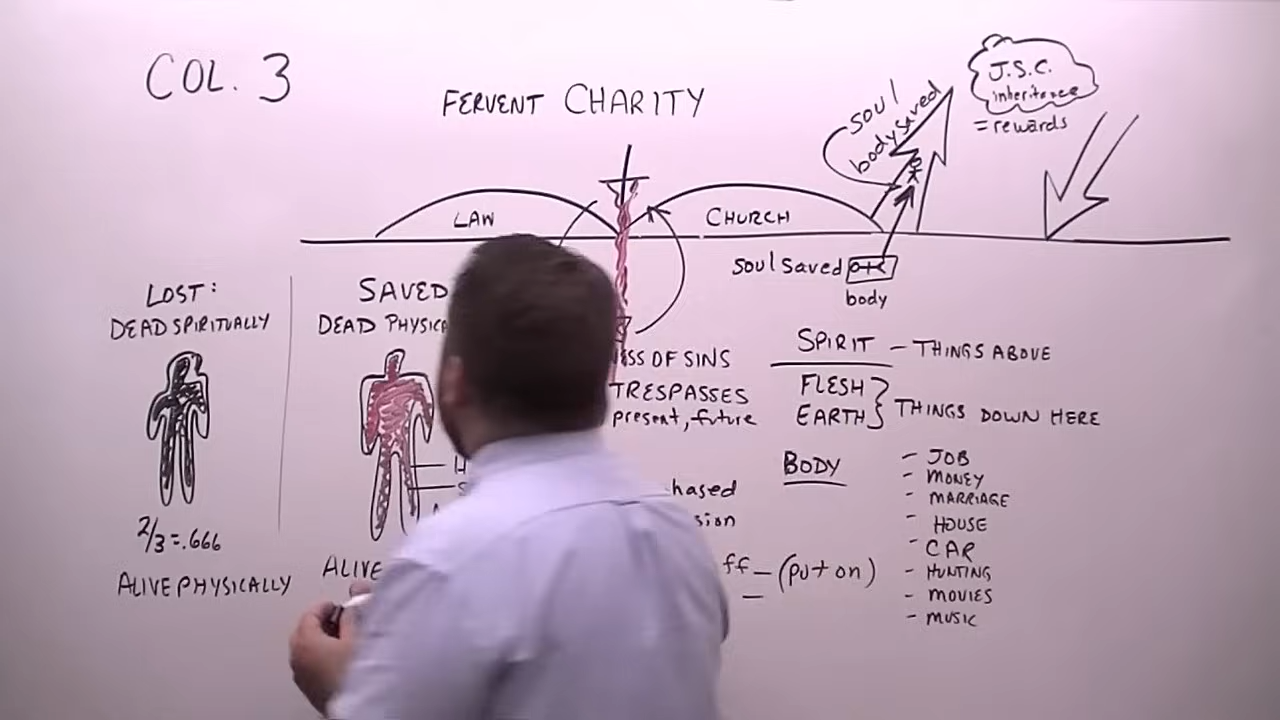 COL. 3
FERVENT CHARITY
soul
body saved
J.S.C.
inheritance
= rewards
LAW
CHURCH
soul saved
body
LOST:
DEAD SPIRITUALLY
2/3 = .666
ALIVE PHYSICALLY
SAVED
DEAD PHYSICA
H
S
ALIVE
ESS OF SINS
TRESPASSES
present, future
hased
sion
ff - (put on)
-
SPIRIT - THINGS ABOVE
FLESH
EARTH
THINGS DOWN HERE
BODY
- JOB
- MONEY
- MARRIAGE
- HOUSE
- CAR
- HUNTING
- MOVIES
- MUSIC